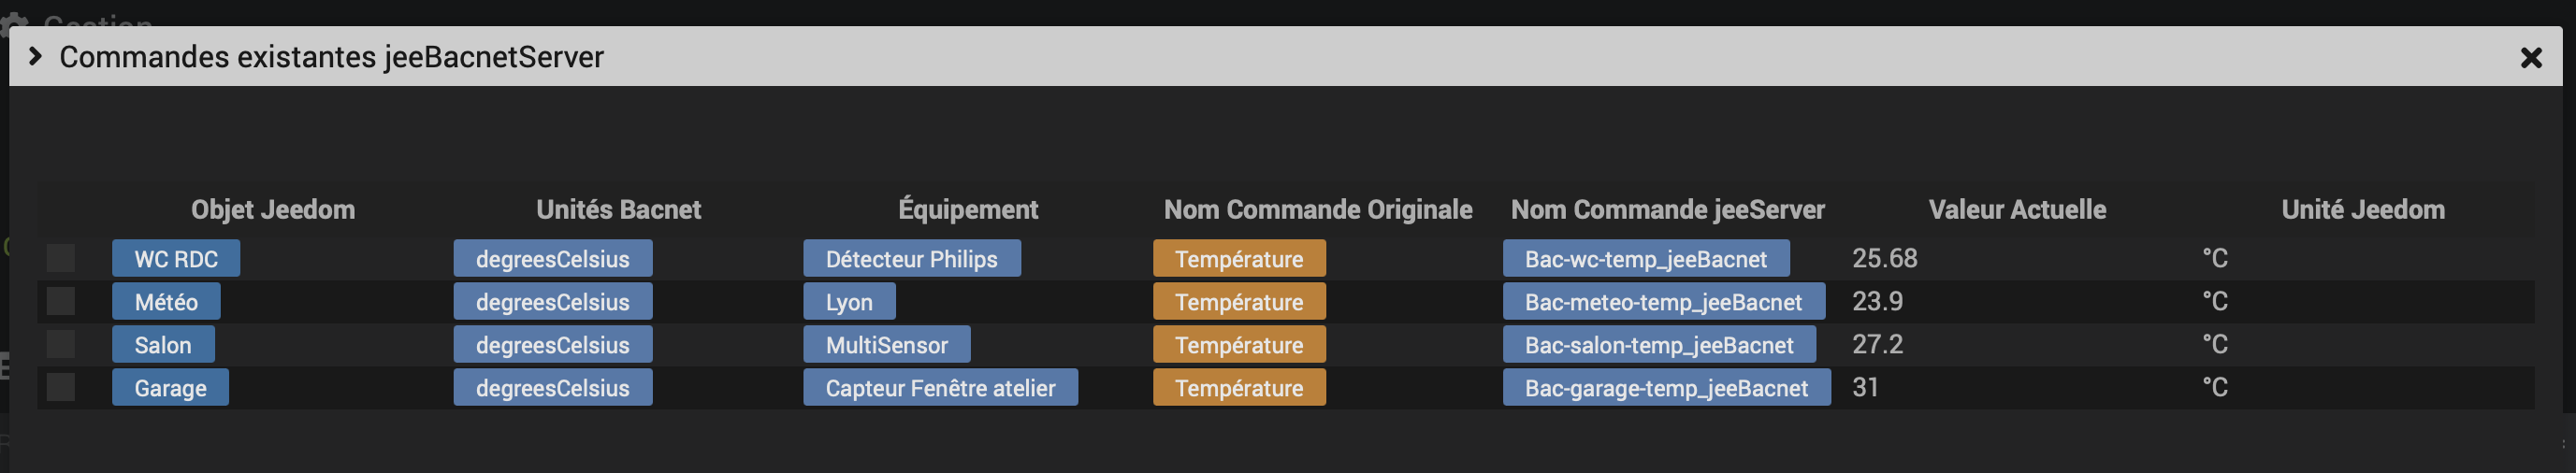 Gestion
Commandes existantes jeeBacnetServer
Objet Jeedom Unités Bacnet Équipement Nom Commande Originale Nom Commande jeeServer Valeur Actuelle Unité Jeedom
WC RDC degreesCelsius Détecteur Philips Température Bac-wc-temp_jeeBacnet 25.68 °C
Météo degreesCelsius Lyon Température Bac-meteo-temp_jeeBacnet 23.9 °C
Salon degreesCelsius MultiSensor Température Bac-salon-temp_jeeBacnet 27.2 °C
Garage degreesCelsius Capteur Fenêtre atelier Température Bac-garage-temp_jeeBacnet 31 °C